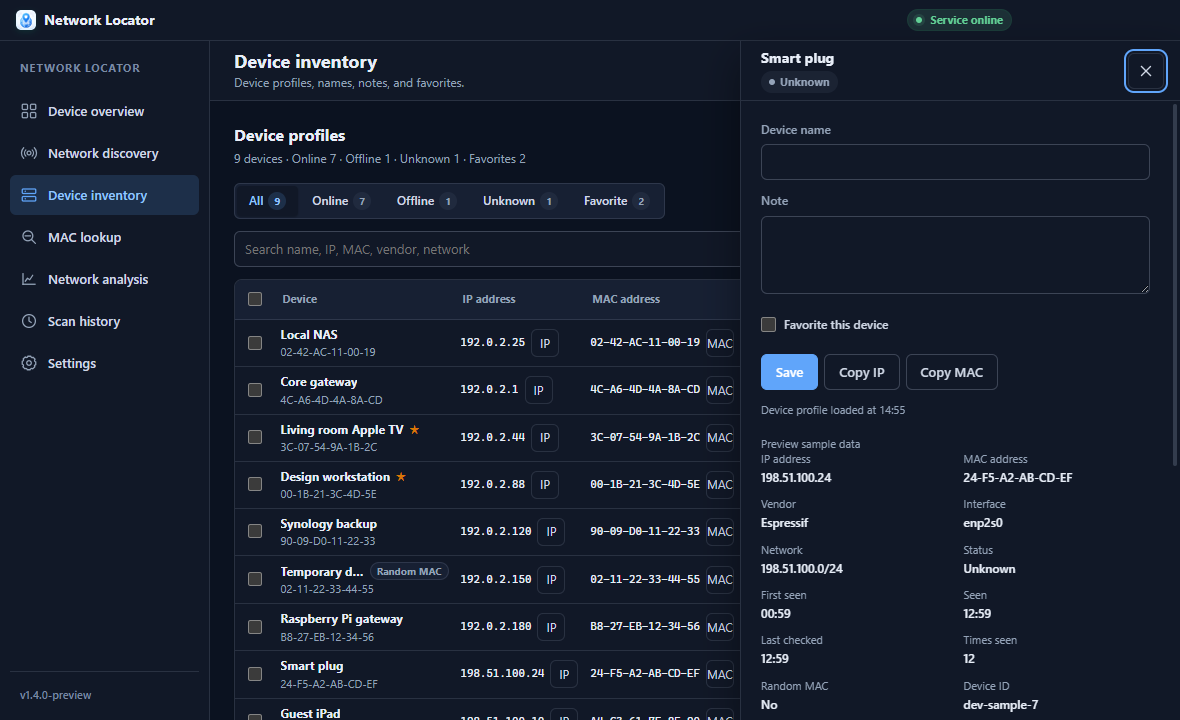 Network Locator
Service online
NETWORK LOCATOR
Device overview
Network discovery
Device inventory
MAC lookup
Network analysis
Scan history
Settings
v1.4.0-preview
Device inventory
Device profiles, names, notes, and favorites.
Device profiles
9 devices · Online 7 · Offline 1 · Unknown 1 · Favorites 2
All 9 Online 7 Offline 1 Unknown 1 Favorite 2
Search name, IP, MAC, vendor, network
Device IP address MAC address
Local NAS
02-42-AC-11-00-19
192.0.2.25 IP 02-42-AC-11-00-19 MAC
Core gateway
4C-A6-4D-4A-8A-CD
192.0.2.1 IP 4C-A6-4D-4A-8A-CD MAC
Living room Apple TV ★
3C-07-54-9A-1B-2C
192.0.2.44 IP 3C-07-54-9A-1B-2C MAC
Design workstation ★
00-1B-21-3C-4D-5E
192.0.2.88 IP 00-1B-21-3C-4D-5E MAC
Synology backup
90-09-D0-11-22-33
192.0.2.120 IP 90-09-D0-11-22-33 MAC
Temporary d... Random MAC
02-11-22-33-44-55
192.0.2.150 IP 02-11-22-33-44-55 MAC
Raspberry Pi gateway
B8-27-EB-12-34-56
192.0.2.180 IP B8-27-EB-12-34-56 MAC
Smart plug
24-F5-A2-AB-CD-EF
198.51.100.24 IP 24-F5-A2-AB-CD-EF MAC
Guest iPad
Smart plug
Unknown
Device name
Note
Favorite this device
Save Copy IP Copy MAC
Device profile loaded at 14:55
Preview sample data
IP address
198.51.100.24
MAC address
24-F5-A2-AB-CD-EF
Vendor
Espressif
Interface
enp2s0
Network
198.51.100.0/24
Status
Unknown
First seen
00:59
Seen
12:59
Last checked
12:59
Times seen
12
Random MAC
No
Device ID
dev-sample-7